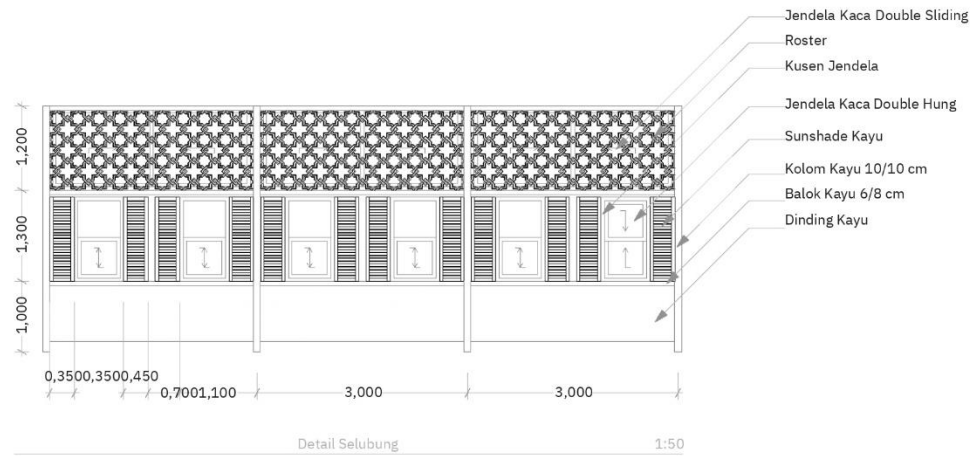 Jendela Kaca Double Sliding
Roster
Kusen Jendela
Jendela Kaca Double Hung
Sunshade Kayu
Kolom Kayu 10/10 cm
Balok Kayu 6/8 cm
Dinding Kayu
1,200
1,300
1,000
0,3500,3500,450
0,7001,100
3,000
3,000
Detail Selubung
1:50